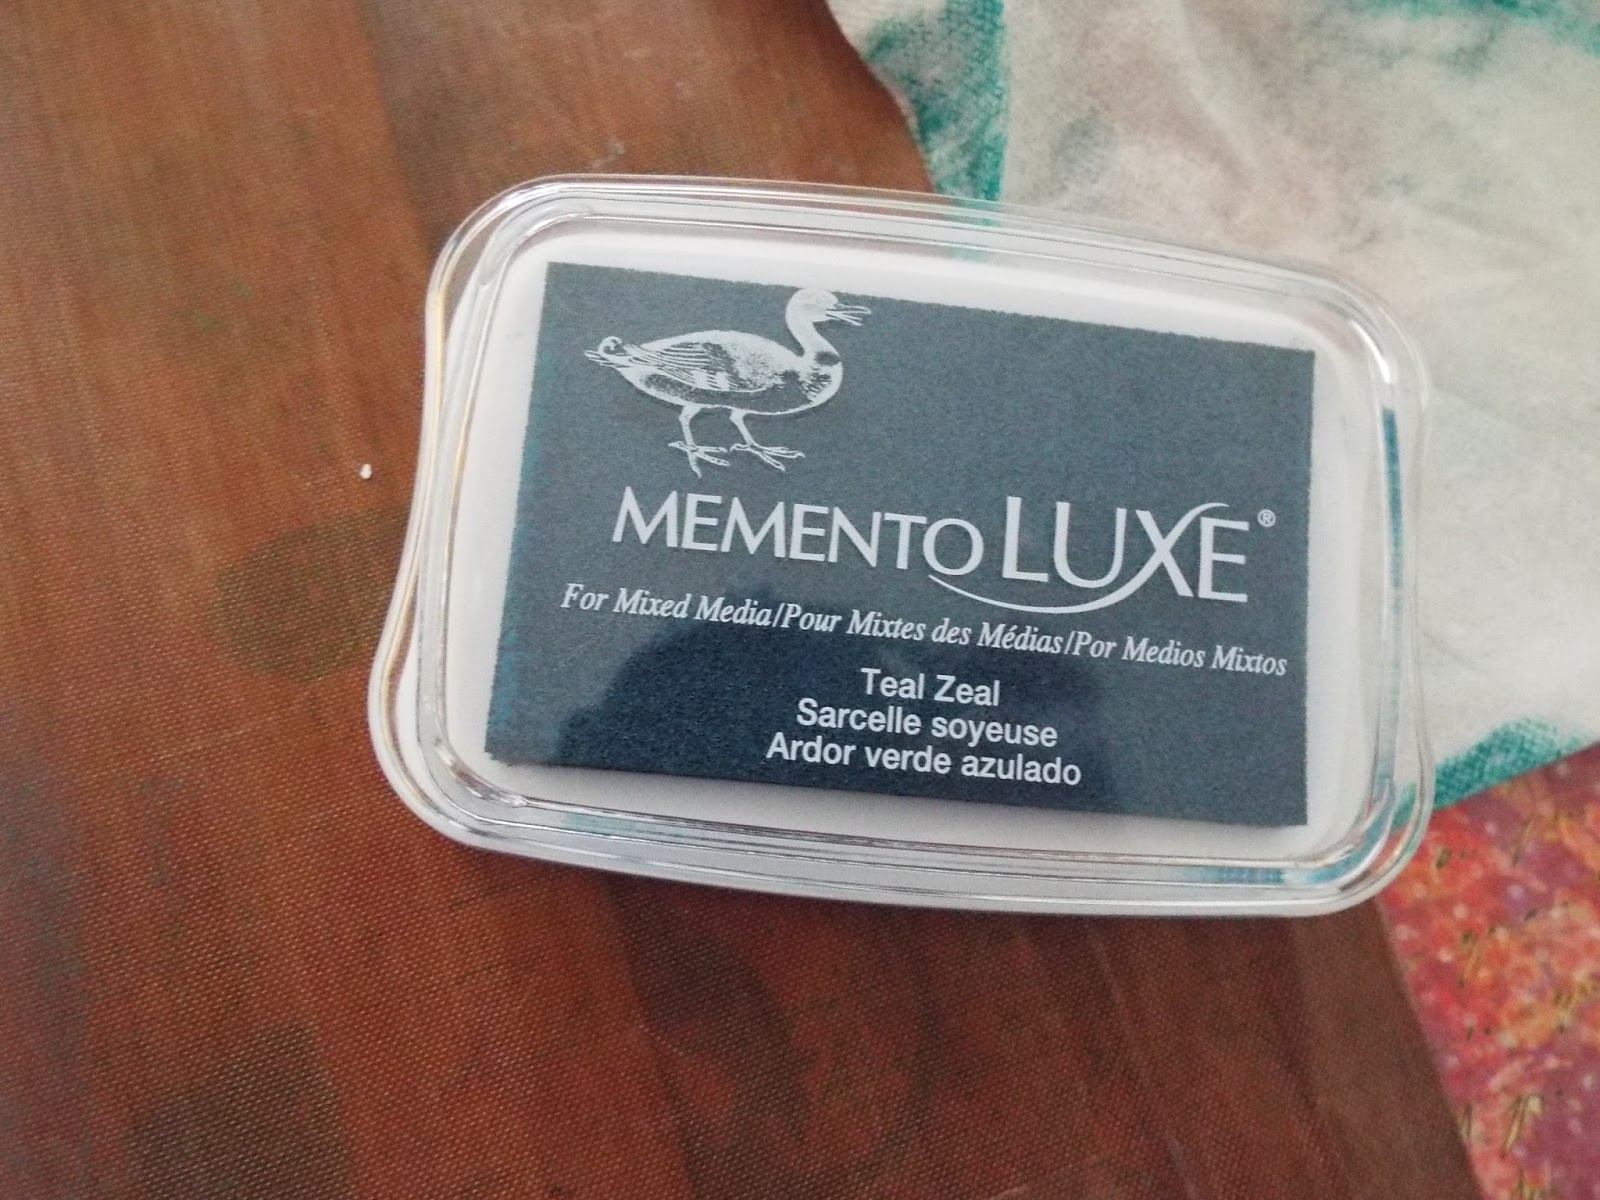 MEMENTO LUXE®
For Mixed Media/Pour Mixtes des Médias/Por Medios Mixtos
Teal Zeal
Sarcelle soyeuse
Ardor verde azulado